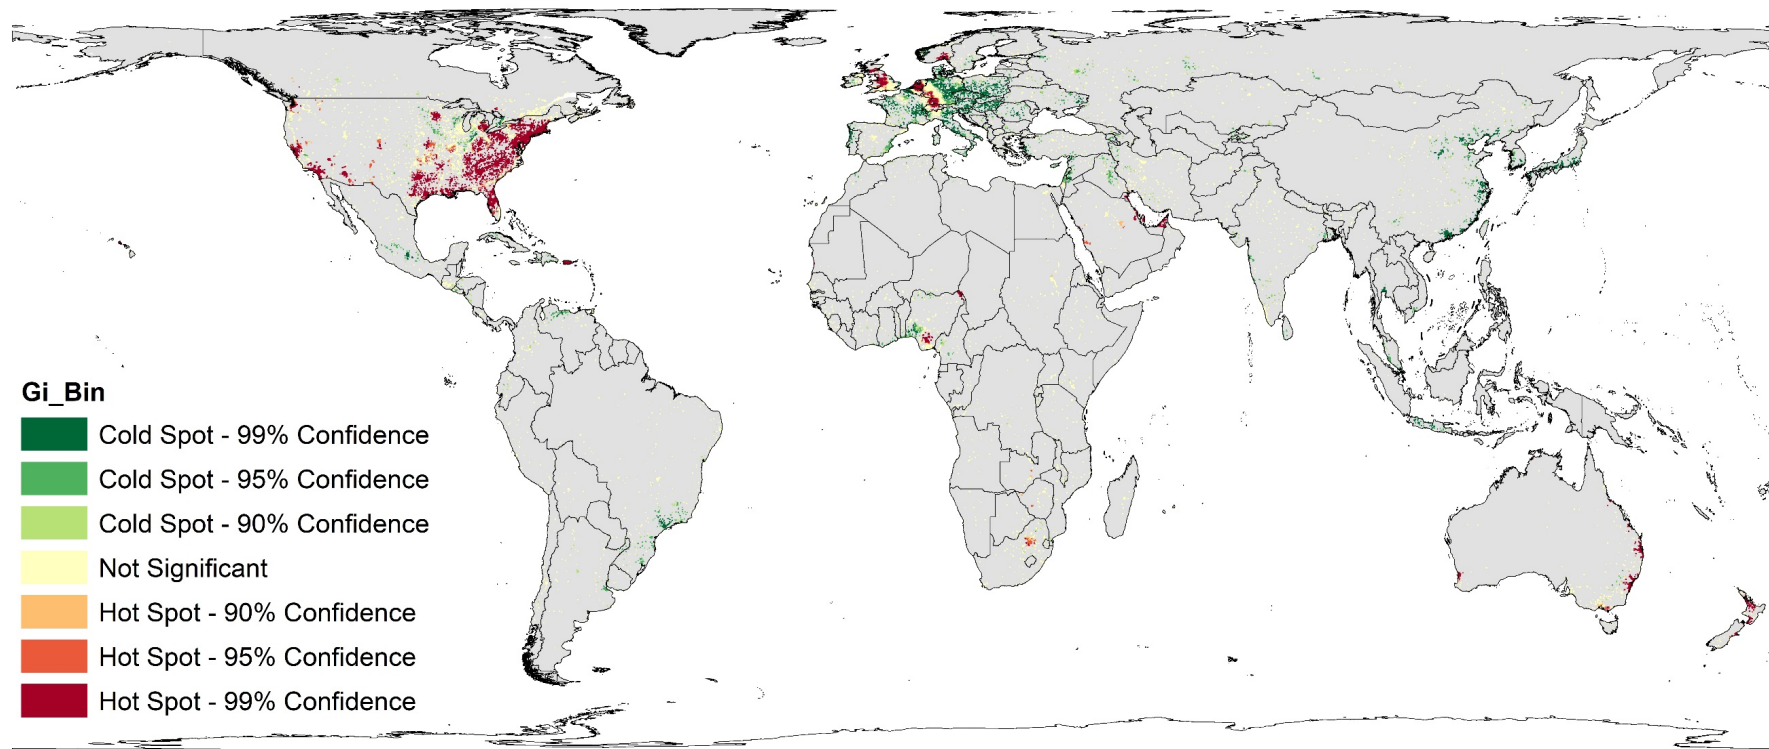 Gi_Bin
Cold Spot - 99% Confidence
Cold Spot - 95% Confidence
Cold Spot - 90% Confidence
Not Significant
Hot Spot - 90% Confidence
Hot Spot - 95% Confidence
Hot Spot - 99% Confidence